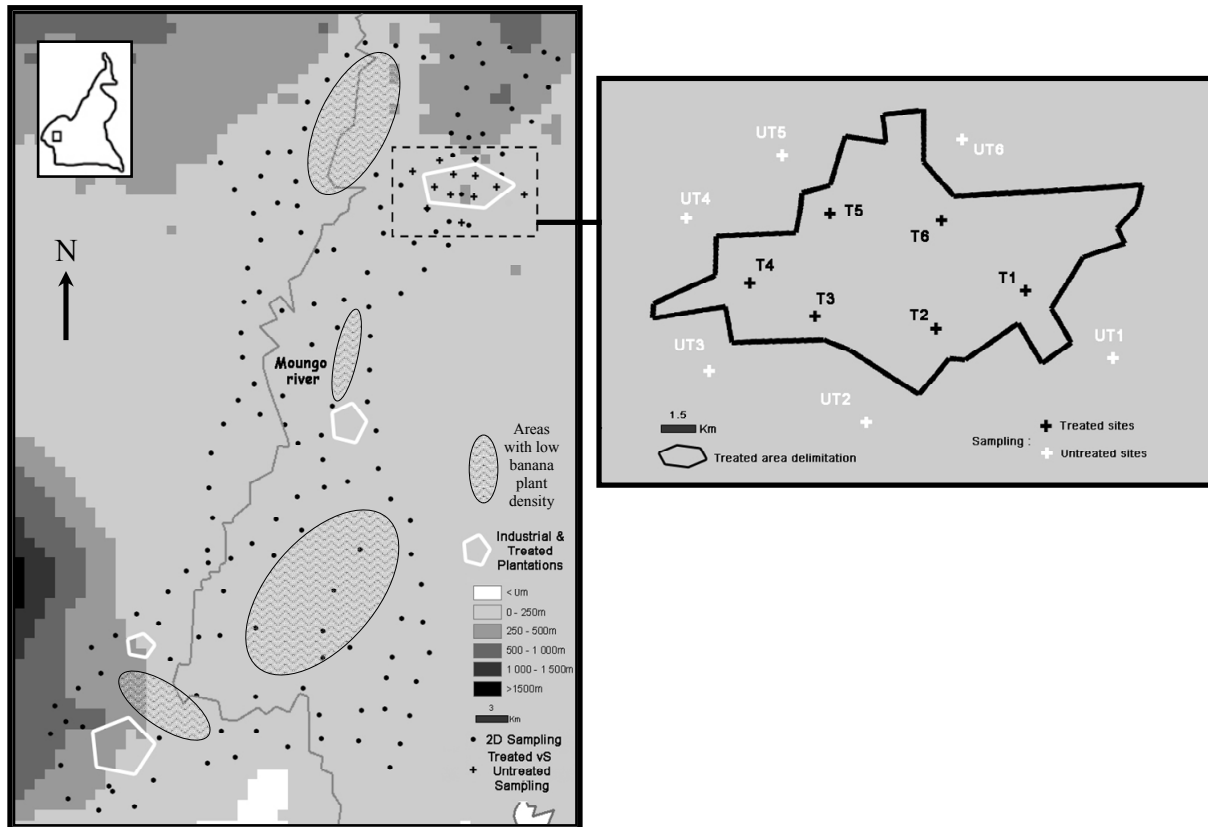 N
Moungo
river
Areas
with low
banana
plant
density
Industrial &
Treated
Plantations
< 0m
0 - 250m
250 - 500m
500 - 1 000m
1 000 - 1 500m
>1500m
3
Km
2D Sampling
Treated vS
Untreated
Sampling
UT5
UT6
UT4
T5
T6
T4
T1
T3
T2
UT3
UT1
UT2
1.5
Km
Treated area delimitation
Sampling :
Treated sites
Untreated sites